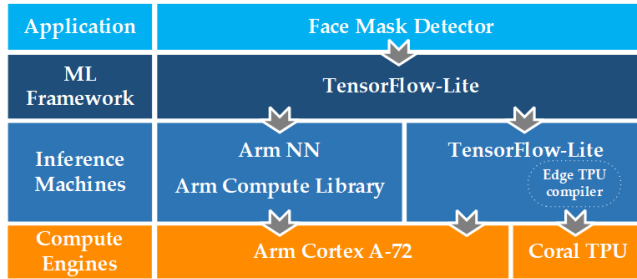 Application
Face Mask Detector
ML
Framework
TensorFlow-Lite
Inference
Machines
Arm NN
Arm Compute Library
TensorFlow-Lite
Edge TPU
compiler
Compute
Engines
Arm Cortex A-72
Coral TPU